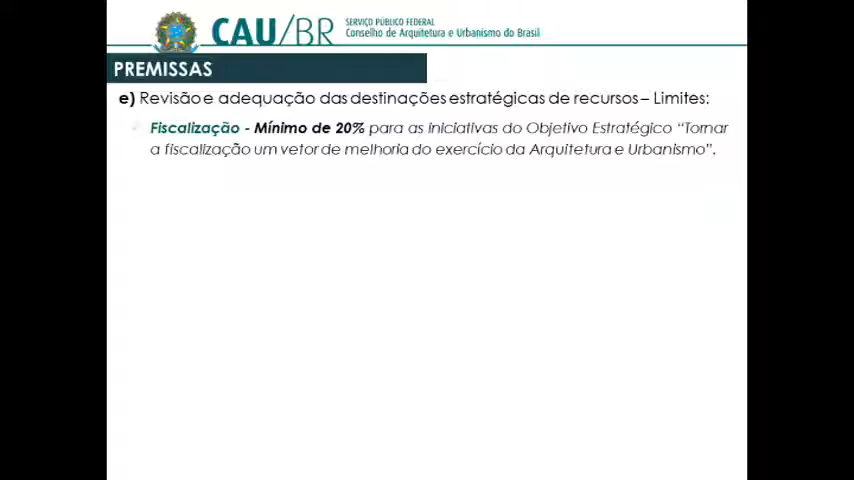 CAU/BR
SERVIÇO PÚBLICO FEDERAL
Conselho de Arquitetura e Urbanismo do Brasil
PREMISSAS
e) Revisão e adequação das destinações estratégicas de recursos – Limites:
Fiscalização - Mínimo de 20% para as iniciativas do Objetivo Estratégico “Tornar
a fiscalização um vetor de melhoria do exercício da Arquitetura e Urbanismo”.